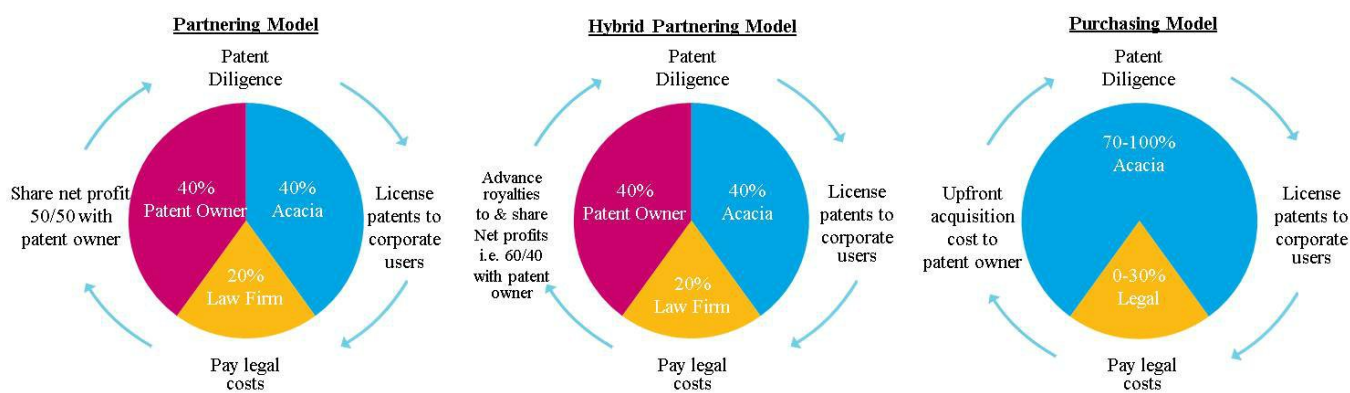 Partnering Model
Patent
Diligence
40%
Patent Owner
40%
Acacia
20%
Law Firm
Share net profit
50/50 with
patent owner
License
patents to
corporate
users
Pay legal
costs
Hybrid Partnering Model
Patent
Diligence
40%
Patent Owner
40%
Acacia
20%
Law Firm
Advance
royalties
to & share
Net profits
i.e. 60/40
with patent
owner
License
patents to
corporate
users
Pay legal
costs
Purchasing Model
Patent
Diligence
70-100%
Acacia
0-30%
Legal
Upfront
acquisition
cost to
patent owner
License
patents to
corporate
users
Pay legal
costs